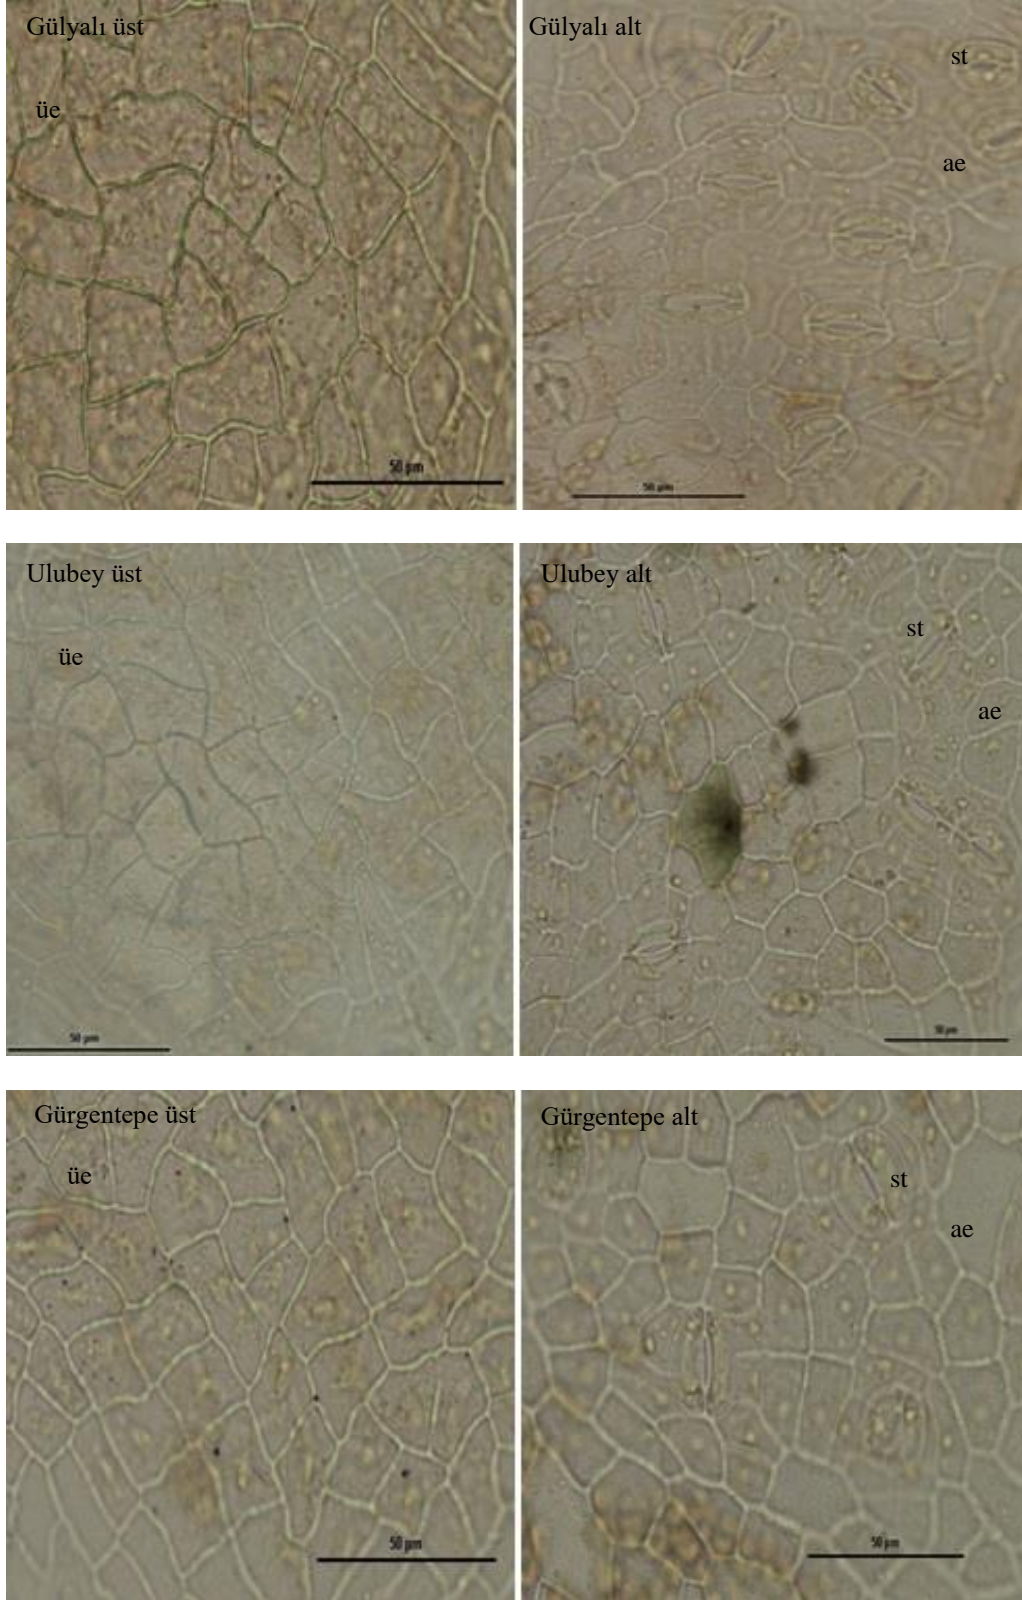 Gülyalı üst
Gülyalı alt
st
üe
ae
50 µm
50 µm
Ulubey üst
Ulubey alt
st
üe
ae
50 µm
50 µm
Gürgentepe üst
Gürgentepe alt
üe
st
ae
50 µm
50 µm